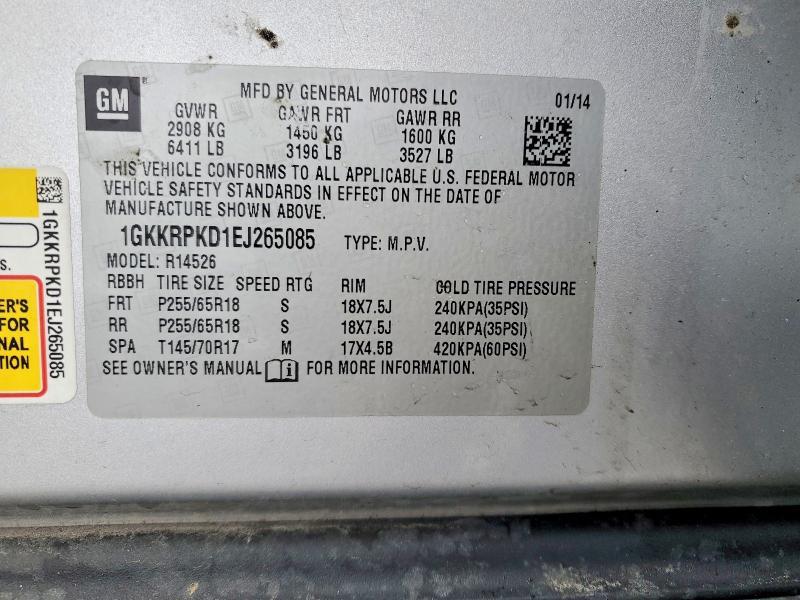 GM
MFD BY GENERAL MOTORS LLC 01/14
GVWR GAWR FRT GAWR RR
2908 KG 1450 KG 1600 KG
6411 LB 3196 LB 3527 LB
THIS VEHICLE CONFORMS TO ALL APPLICABLE U.S. FEDERAL MOTOR
VEHICLE SAFETY STANDARDS IN EFFECT ON THE DATE OF
MANUFACTURE SHOWN ABOVE.
1GKKRPKD1EJ265085 TYPE: M.P.V.
MODEL: R14526
RBBH TIRE SIZE SPEED RTG RIM COLD TIRE PRESSURE
FRT P255/65R18 S 18X7.5J 240KPA(35PSI)
RR P255/65R18 S 18X7.5J 240KPA(35PSI)
SPA T145/70R17 M 17X4.5B 420KPA(60PSI)
SEE OWNER'S MANUAL FOR MORE INFORMATION.
1GKKRPKD1EJ265085
S.
ER'S
FOR
NAL
TION